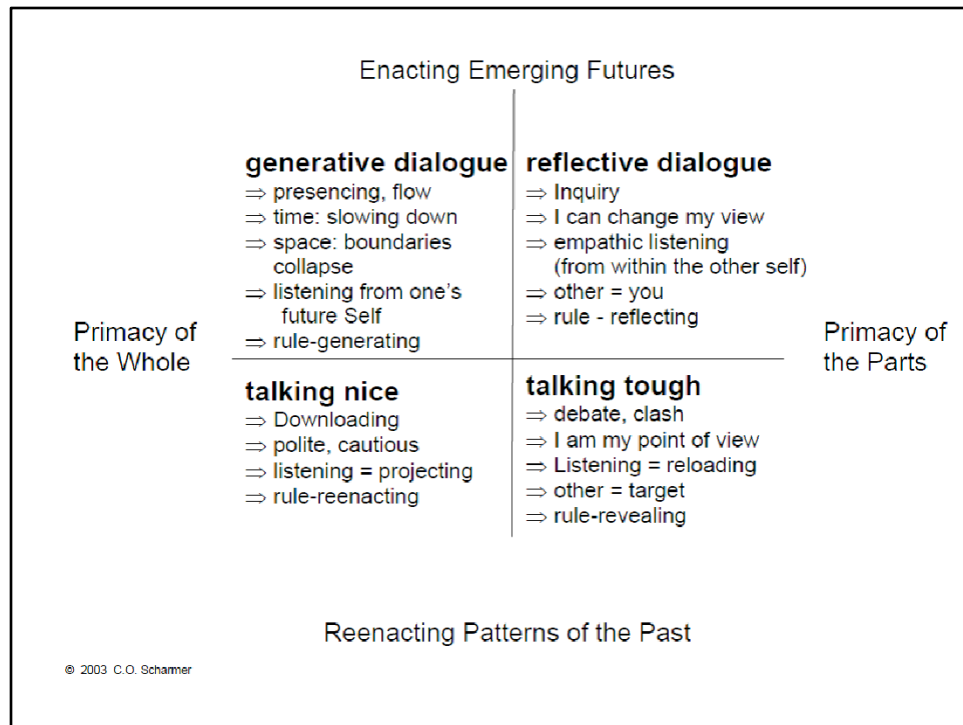 Enacting Emerging Futures
generative dialogue
⇒ presencing, flow
⇒ time: slowing down
⇒ space: boundaries
collapse
⇒ listening from one's
future Self
⇒ rule-generating
reflective dialogue
⇒ Inquiry
⇒ I can change my view
⇒ empathic listening
(from within the other self)
⇒ other = you
⇒ rule - reflecting
Primacy of
the Whole
Primacy of
the Parts
talking nice
⇒ Downloading
⇒ polite, cautious
⇒ listening = projecting
⇒ rule-reenacting
talking tough
⇒ debate, clash
⇒ I am my point of view
⇒ Listening = reloading
⇒ other = target
⇒ rule-revealing
Reenacting Patterns of the Past
© 2003 C.O. Scharmer